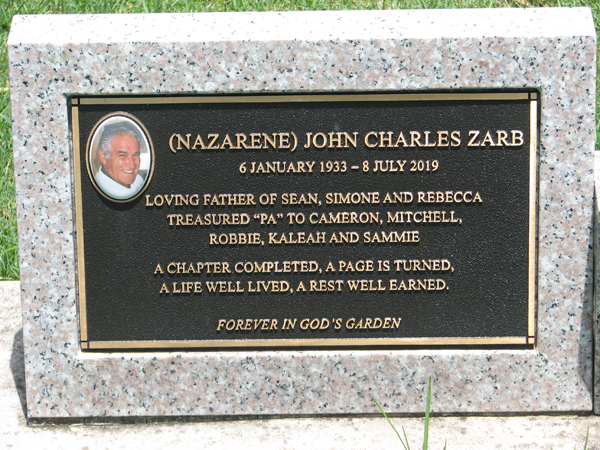 (NAZARENE) JOHN CHARLES ZARB
6 JANUARY 1933 – 8 JULY 2019
LOVING FATHER OF SEAN, SIMONE AND REBECCA
TREASURED “PA” TO CAMERON, MITCHELL,
ROBBIE, KALEAH AND SAMMIE
A CHAPTER COMPLETED, A PAGE IS TURNED,
A LIFE WELL LIVED, A REST WELL EARNED.
FOREVER IN GOD’S GARDEN